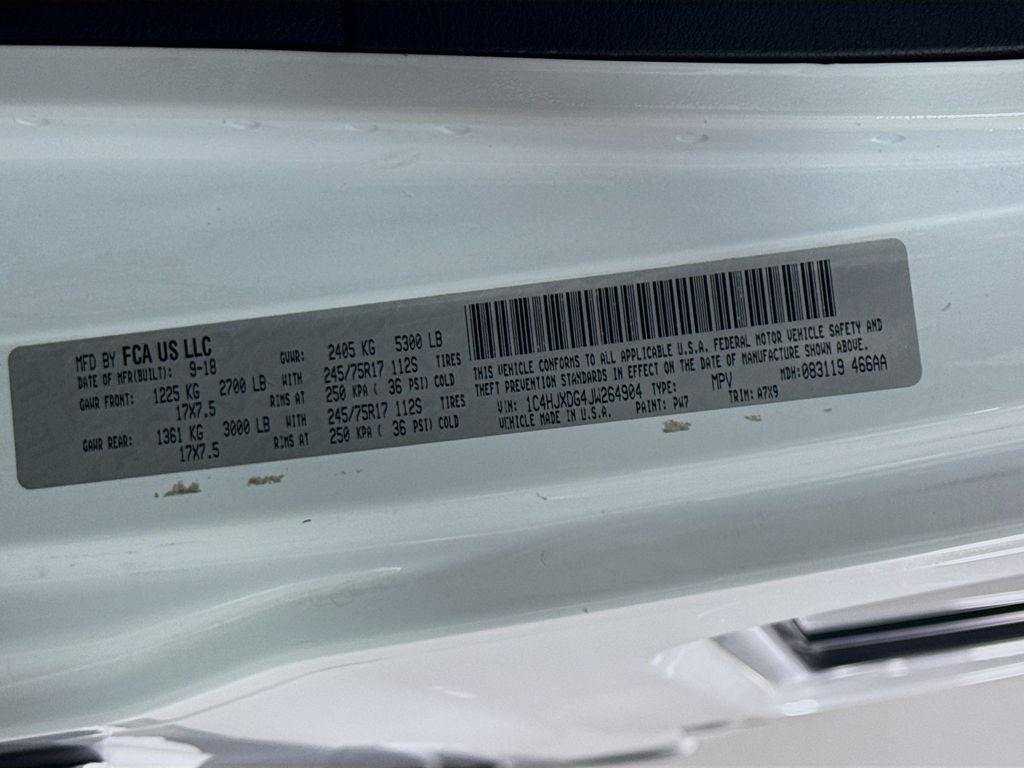 MFD BY FCA US LLC
DATE OF MFR(BUILT): 9-18 GVWR: 2405 KG 5300 LB
GAWR FRONT: 1225 KG 2700 LB WITH 245/75R17 112S TIRES
17X7.5 RIMS AT 250 KPA ( 36 PSI) COLD
GAWR REAR: 1361 KG 3000 LB WITH 245/75R17 112S TIRES
17X7.5 RIMS AT 250 KPA ( 36 PSI) COLD
THIS VEHICLE CONFORMS TO ALL APPLICABLE U.S.A. FEDERAL MOTOR VEHICLE SAFETY AND
THEFT PREVENTION STANDARDS IN EFFECT ON DATE OF MANUFACTURE SHOWN ABOVE.
VIN: 1C4HJXDG4JW264904 TYPE: MPV MDH: 083119 466AA
VEHICLE MADE IN U.S.A. PAINT: PW7 TRIM: A7X9